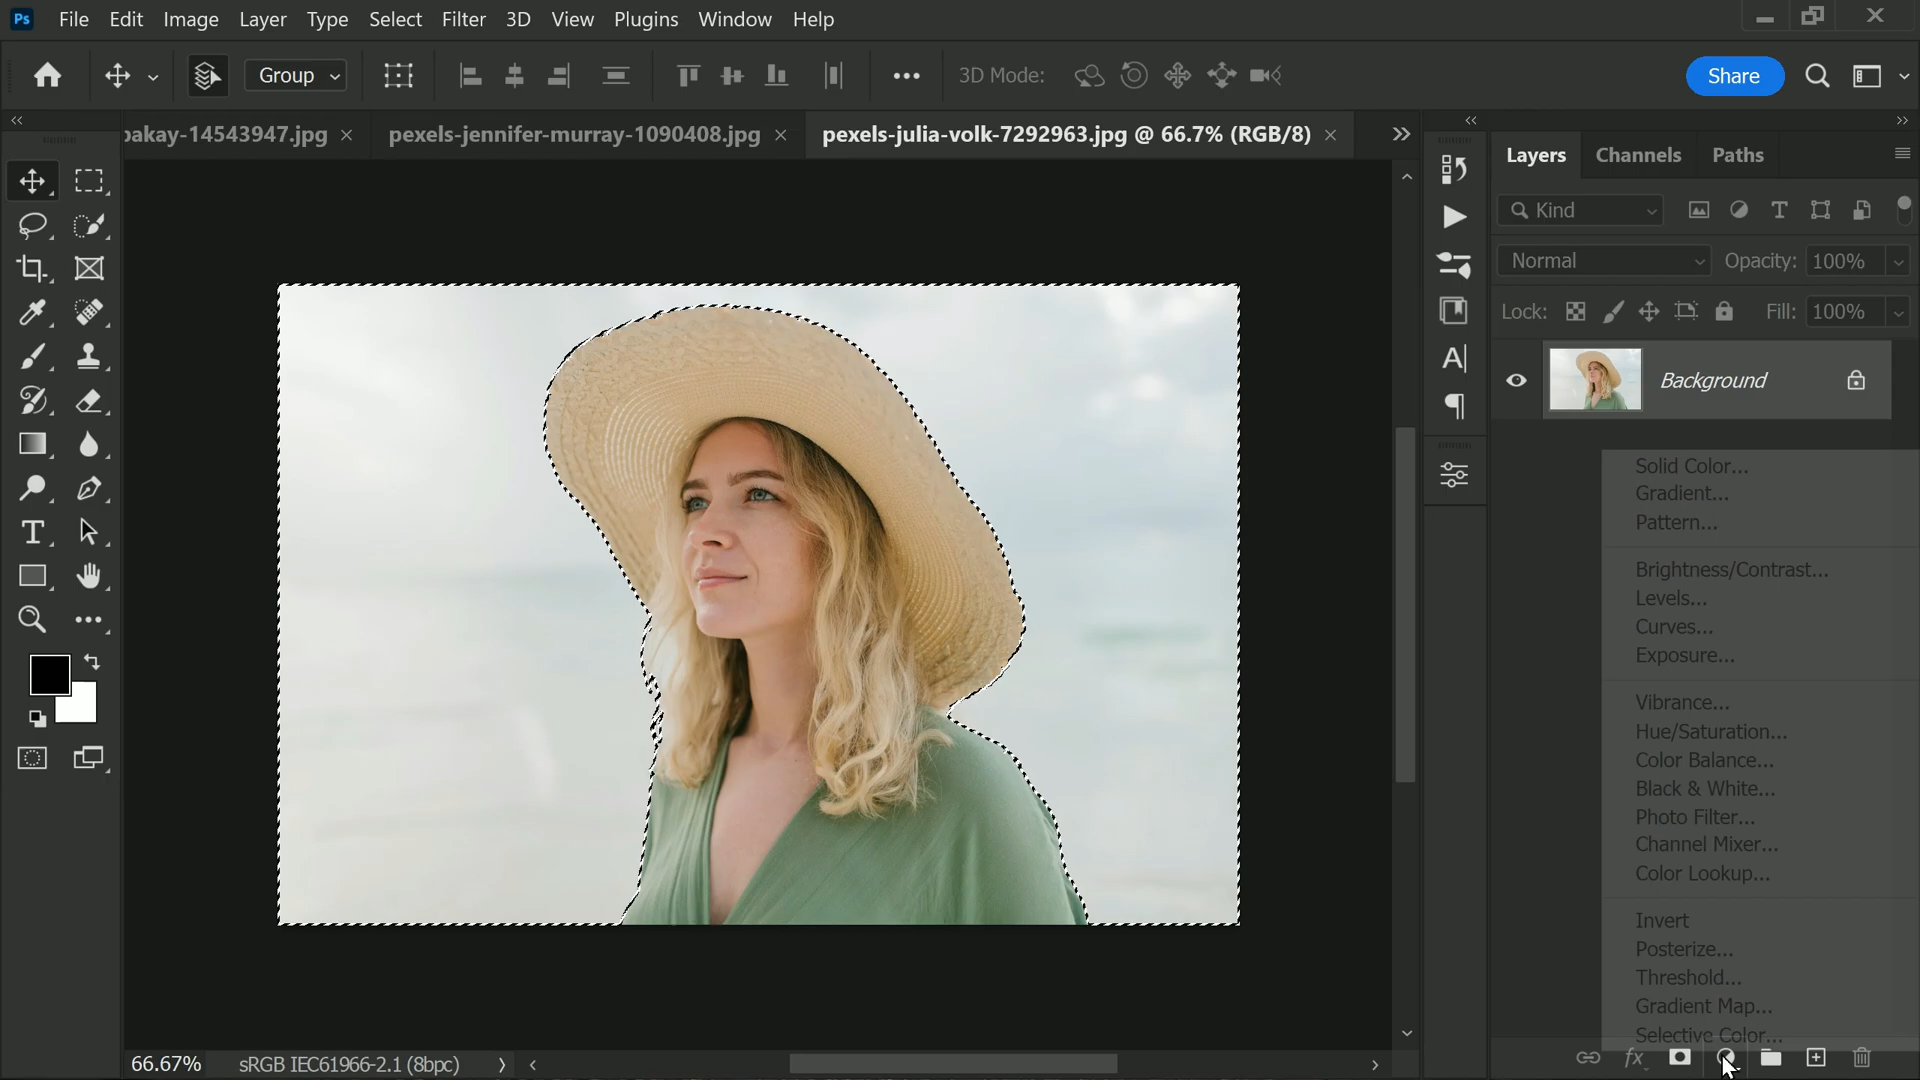 Ps File Edit Image Layer Type Select Filter 3D View Plugins Window Help
Group 3D Mode: Share
pakay-14543947.jpg pexels-jennifer-murray-1090408.jpg pexels-julia-volk-7292963.jpg @ 66.7% (RGB/8)
Layers Channels Paths
Kind
Normal Opacity: 100%
Lock: Fill: 100%
Background
Solid Color...
Gradient...
Pattern...
Brightness/Contrast...
Levels...
Curves...
Exposure...
Vibrance...
Hue/Saturation...
Color Balance...
Black & White...
Photo Filter...
Channel Mixer...
Color Lookup...
Invert
Posterize...
Threshold...
Gradient Map...
Selective Color...
fx
66.67% sRGB IEC61966-2.1 (8bpc)